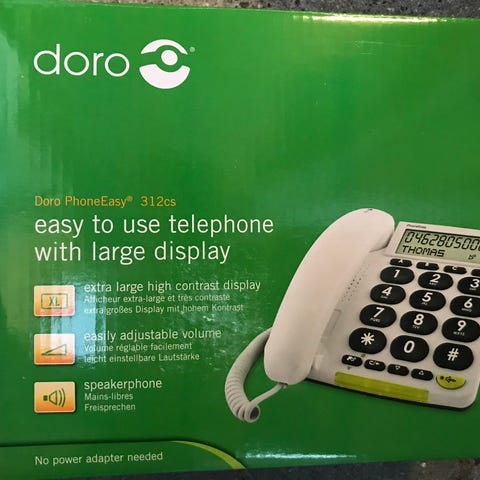 doro
Doro PhoneEasy® 312cs
easy to use telephone
with large display
XL
extra large high contrast display
Afficheur extra-large et très contrasté
extra großes Display mit hohem Kontrast
easily adjustable volume
Volume réglable facilement
leicht einstellbare Lautstärke
speakerphone
Mains-libres
Freisprechen
No power adapter needed
PhoneEasy
THOMAS
A B C
1 2 3
4 5 6
7 8 9
* 0 #